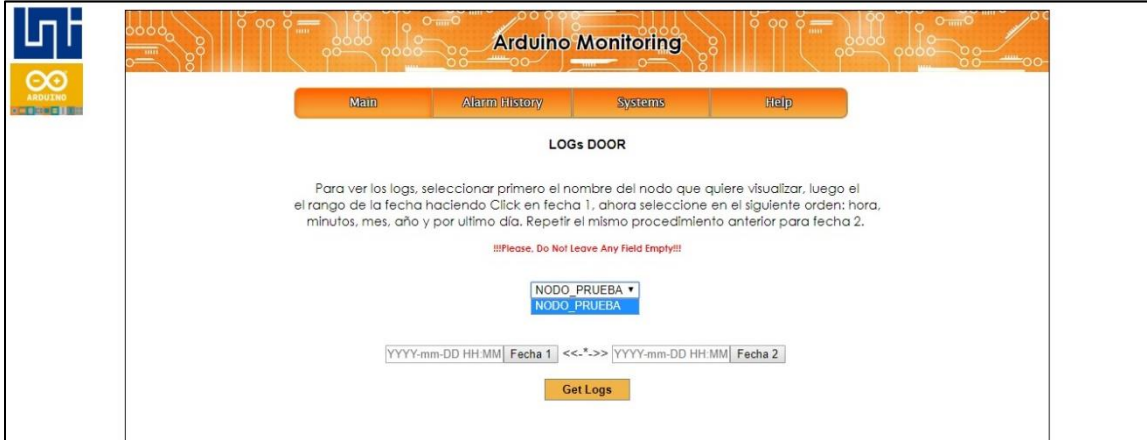 Arduino Monitoring
ARDUINO
Main Alarm History Systems Help
LOGs DOOR
Para ver los logs, seleccionar primero el nombre del nodo que quiere visualizar, luego el
el rango de la fecha haciendo Click en fecha 1, ahora seleccione en el siguiente orden: hora,
minutos, mes, año y por ultimo día. Repetir el mismo procedimiento anterior para fecha 2.
!!!Please, Do Not Leave Any Field Empty!!!
NODO_PRUEBA
NODO_PRUEBA
YYYY-mm-DD HH:MM Fecha 1 <<-*->> YYYY-mm-DD HH:MM Fecha 2
Get Logs